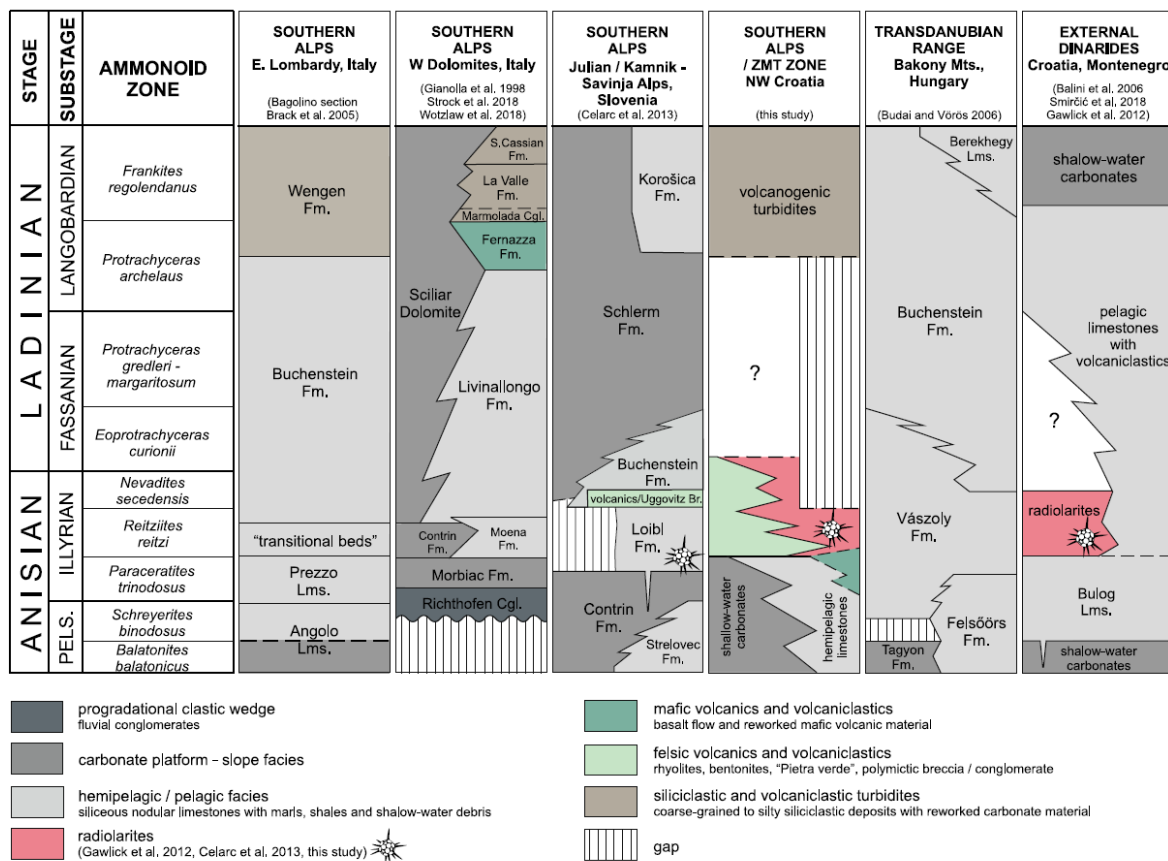 STAGE
SUBSTAGE
AMMONOID
ZONE
SOUTHERN
ALPS
E. Lombardy, Italy
(Bagolino section
Brack et al. 2005)
SOUTHERN
ALPS
W Dolomites, Italy
(Gianolla et al. 1998
Strock et al. 2018
Wotzlaw et al. 2018)
SOUTHERN
ALPS
Julian / Kamnik -
Savinja Alps,
Slovenia
(Celarc et al. 2013)
SOUTHERN
ALPS
/ ZMT ZONE
NW Croatia
(this study)
TRANSDANUBIAN
RANGE
Bakony Mts.,
Hungary
(Budai and Vörös 2006)
EXTERNAL
DINARIDES
Croatia, Montenegro
(Balini et al. 2006
Smirčić et al, 2018
Gawlick et al. 2012)
LADINIAN
ANISIAN
LANGOBARDIAN
FASSANIAN
ILLYRIAN
PELS.
Frankites
regolendanus
Protrachyceras
archelaus
Protrachyceras
gredleri -
margaritosum
Eoprotrachyceras
curionii
Nevadites
secedensis
Reitziites
reitzi
Paraceratites
trinodosus
Schreyerites
binodosus
Balatonites
balatonicus
Wengen
Fm.
Buchenstein
Fm.
"transitional beds"
Prezzo
Lms.
Angolo
Lms.
S.Cassian
Fm.
La Valle
Fm.
Marmolada Cgl.
Fernazza
Fm.
Sciliar
Dolomite
Livinallongo
Fm.
Contrin
Fm.
Moena
Fm.
Morbiac Fm.
Richthofen Cgl.
Korošica
Fm.
Schlerm
Fm.
Buchenstein
Fm.
volcanics/Uggovitz Br.
Loibl
Fm.
Contrin
Fm.
Strelovec
Fm.
volcanogenic
turbidites
?
shallow-water
carbonates
hemipelagic
limestones
Berekhegy
Lms.
Buchenstein
Fm.
Vászoly
Fm.
Felsőörs
Fm.
Tagyon
Fm.
shalow-water
carbonates
pelagic
limestones
with
volcaniclastics
?
radiolarites
Bulog
Lms.
shalow-water
carbonates
progradational clastic wedge
fluvial conglomerates
carbonate platform - slope facies
hemipelagic / pelagic facies
siliceous nodular limestones with marls, shales and shalow-water debris
radiolarites
(Gawlick et al, 2012, Celarc et al, 2013, this study)
mafic volcanics and volcaniclastics
basalt flow and reworked mafic volcanic material
felsic volcanics and volcaniclastics
rhyolites, bentonites, "Pietra verde", polymictic breccia / conglomerate
siliciclastic and volcaniclastic turbidites
coarse-grained to silty siliciclastic deposits with reworked carbonate material
gap